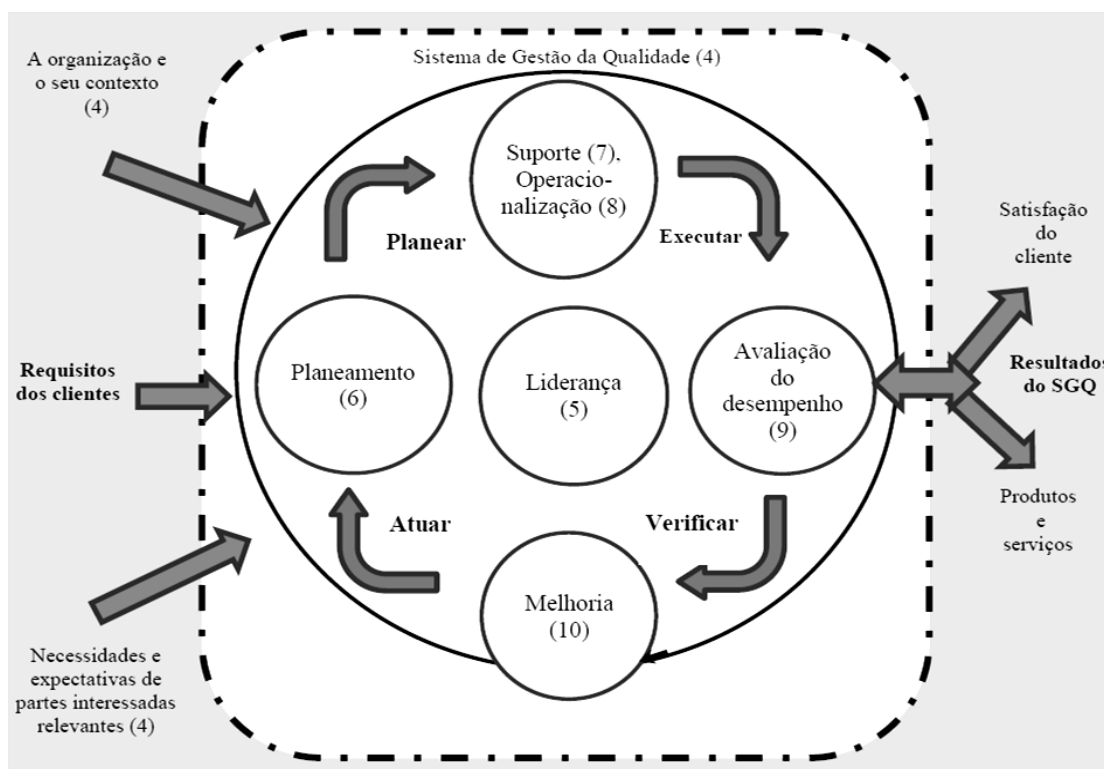 Sistema de Gestão da Qualidade (4)
A organização e
o seu contexto
(4)
Suporte (7),
Operacio-
nalização (8)
Planear
Executar
Satisfação
do
cliente
Requisitos
dos clientes
Planeamento
(6)
Liderança
(5)
Avaliação
do
desempenho
(9)
Resultados
do SGQ
Atuar
Verificar
Produtos
e
serviços
Melhoria
(10)
Necessidades e
expectativas de
partes interessadas
relevantes (4)